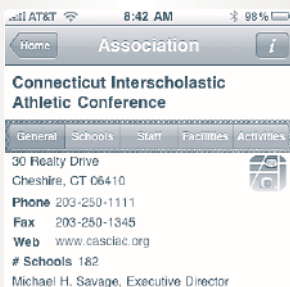 AT&T 8:42 AM 98%
Home Association i
Connecticut Interscholastic
Athletic Conference
General Schools Staff Facilities Activities
30 Realty Drive
Cheshire, CT 06410
Phone 203-250-1111
Fax 203-250-1345
Web www.casciac.org
# Schools 182
Michael H. Savage, Executive Director